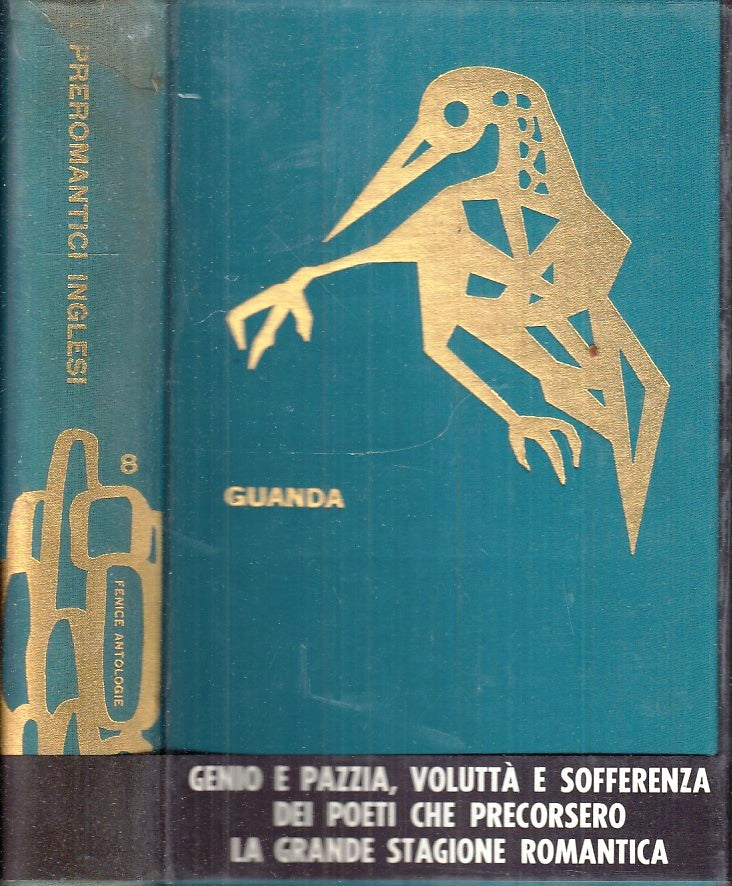 I PREROMANTICI INGLESI
8
FENICE ANTOLOGIE
GUANDA
GENIO E PAZZIA, VOLUTTÀ E SOFFERENZA
DEI POETI CHE PRECORSERO
LA GRANDE STAGIONE ROMANTICA